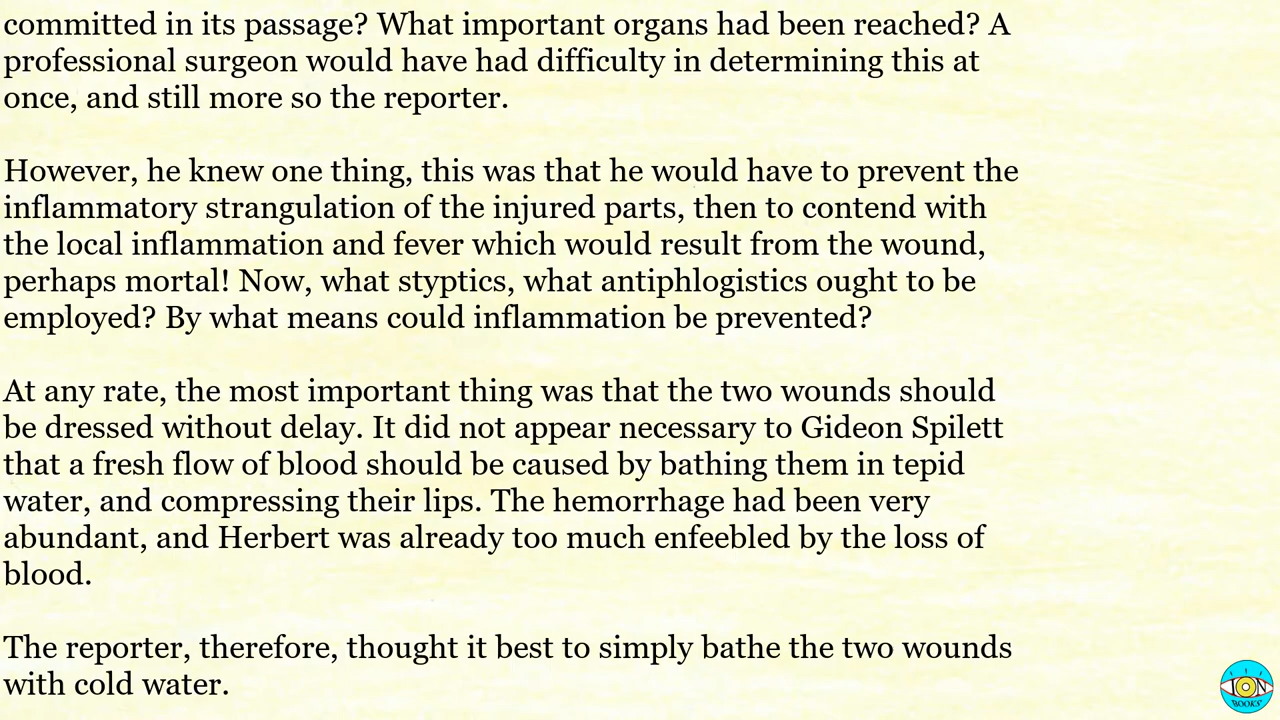 committed in its passage? What important organs had been reached? A
professional surgeon would have had difficulty in determining this at
once, and still more so the reporter.
However, he knew one thing, this was that he would have to prevent the
inflammatory strangulation of the injured parts, then to contend with
the local inflammation and fever which would result from the wound,
perhaps mortal! Now, what styptics, what antiphlogistics ought to be
employed? By what means could inflammation be prevented?
At any rate, the most important thing was that the two wounds should
be dressed without delay. It did not appear necessary to Gideon Spilett
that a fresh flow of blood should be caused by bathing them in tepid
water, and compressing their lips. The hemorrhage had been very
abundant, and Herbert was already too much enfeebled by the loss of
blood.
The reporter, therefore, thought it best to simply bathe the two wounds
with cold water.
ION
BOOKS